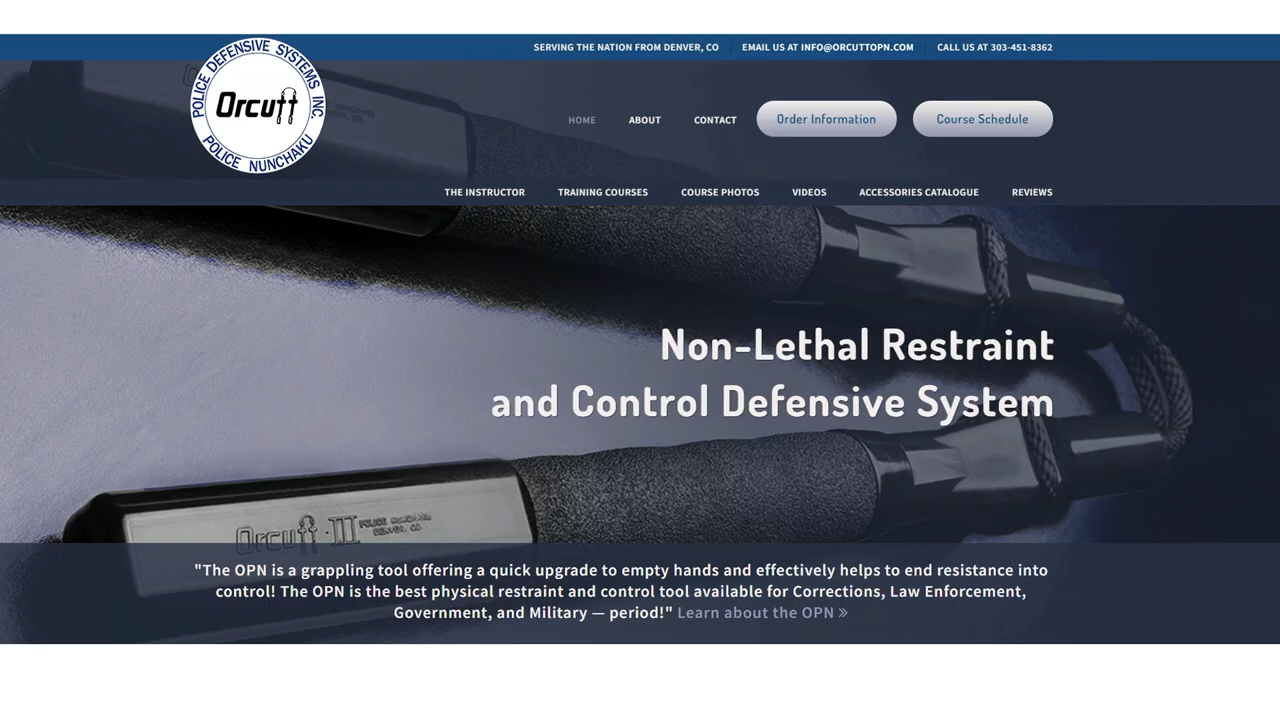 SERVING THE NATION FROM DENVER, CO
EMAIL US AT INFO@ORCUTTOPN.COM
CALL US AT 303-451-8362
POLICE DEFENSIVE SYSTEMS INC.
Orcutt
POLICE NUNCHAKU
HOME ABOUT CONTACT Order Information Course Schedule
THE INSTRUCTOR TRAINING COURSES COURSE PHOTOS VIDEOS ACCESSORIES CATALOGUE REVIEWS
Non-Lethal Restraint
and Control Defensive System
Orcutt-III POLICE NUNCHAKU
DENVER, CO.
"The OPN is a grappling tool offering a quick upgrade to empty hands and effectively helps to end resistance into
control! The OPN is the best physical restraint and control tool available for Corrections, Law Enforcement,
Government, and Military — period!" Learn about the OPN »